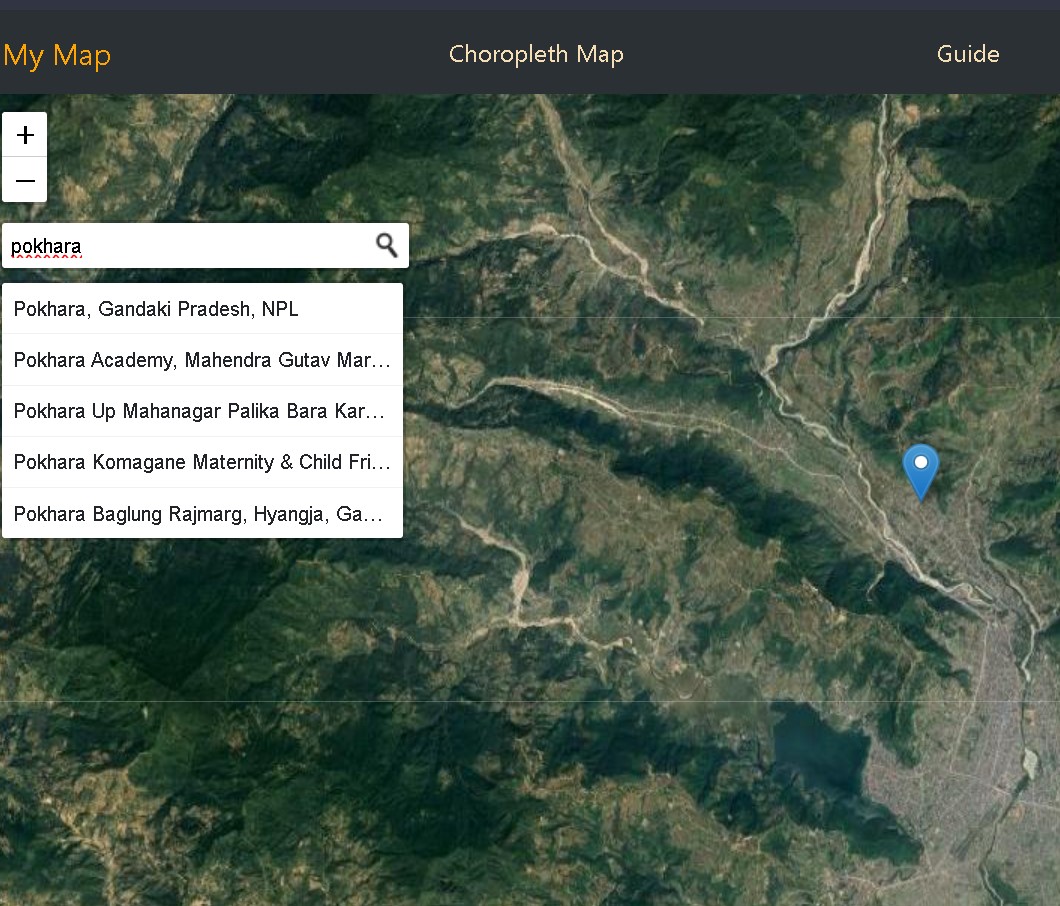 My Map
Choropleth Map
Guide
+
−
pokhara
Pokhara, Gandaki Pradesh, NPL
Pokhara Academy, Mahendra Gutav Mar...
Pokhara Up Mahanagar Palika Bara Kar...
Pokhara Komagane Maternity & Child Fri...
Pokhara Baglung Rajmarg, Hyangja, Ga...